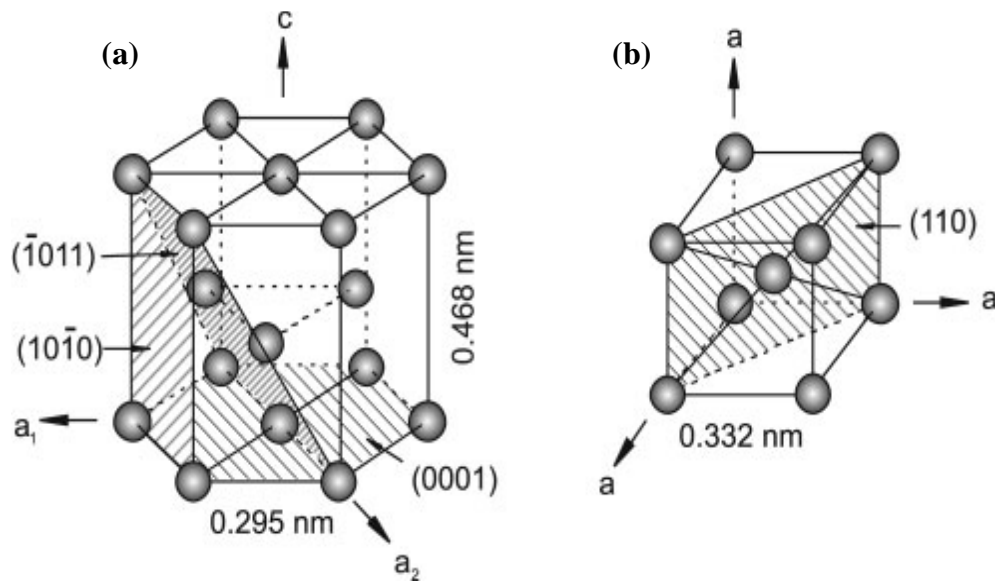 (a)
c
(1̄011)
(101̄0)
a₁
0.468 nm
(0001)
0.295 nm
a₂
(b)
a
(110)
a
0.332 nm
a